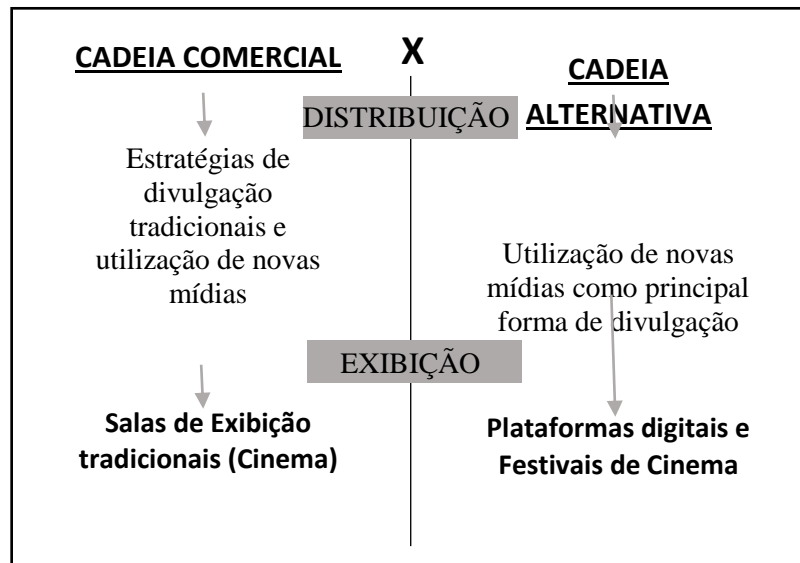 CADEIA COMERCIAL
X
CADEIA
ALTERNATIVA
DISTRIBUIÇÃO
Estratégias de
divulgação
tradicionais e
utilização de novas
mídias
Utilização de novas
mídias como principal
forma de divulgação
EXIBIÇÃO
Salas de Exibição
tradicionais (Cinema)
Plataformas digitais e
Festivais de Cinema